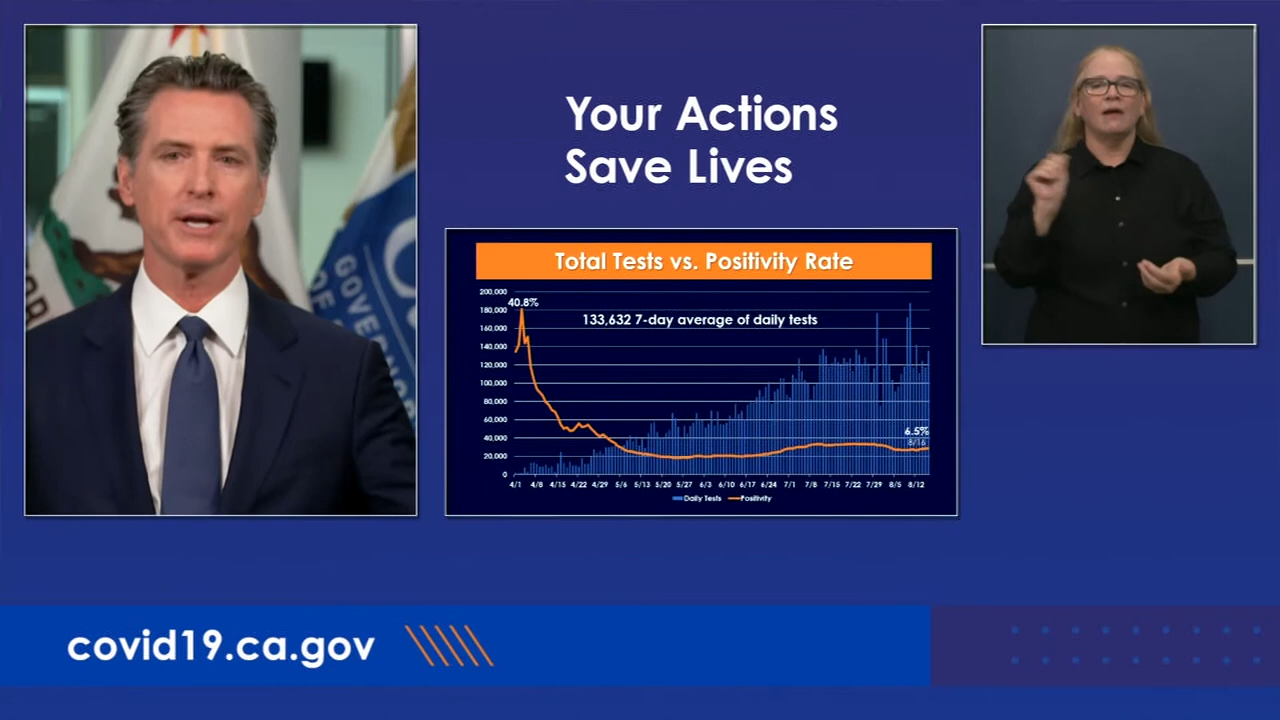 Your Actions
Save Lives
Total Tests vs. Positivity Rate
200,000
180,000
160,000
140,000
120,000
100,000
80,000
60,000
40,000
20,000
0
40.8%
133,632 7-day average of daily tests
6.5%
8/16
4/1 4/8 4/15 4/22 4/29 5/6 5/13 5/20 5/27 6/3 6/10 6/17 6/24 7/1 7/8 7/15 7/22 7/29 8/5 8/12
Daily Tests Positivity
GOVERNOR
OF
covid19.ca.gov